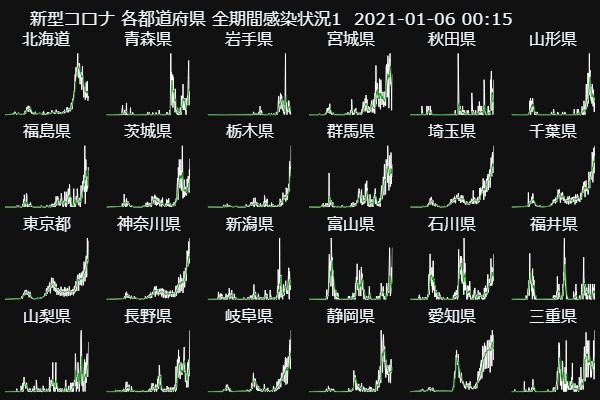 新型コロナ 各都道府県 全期間感染状況1 2021-01-06 00:15
北海道 青森県 岩手県 宮城県 秋田県 山形県
福島県 茨城県 栃木県 群馬県 埼玉県 千葉県
東京都 神奈川県 新潟県 富山県 石川県 福井県
山梨県 長野県 岐阜県 静岡県 愛知県 三重県